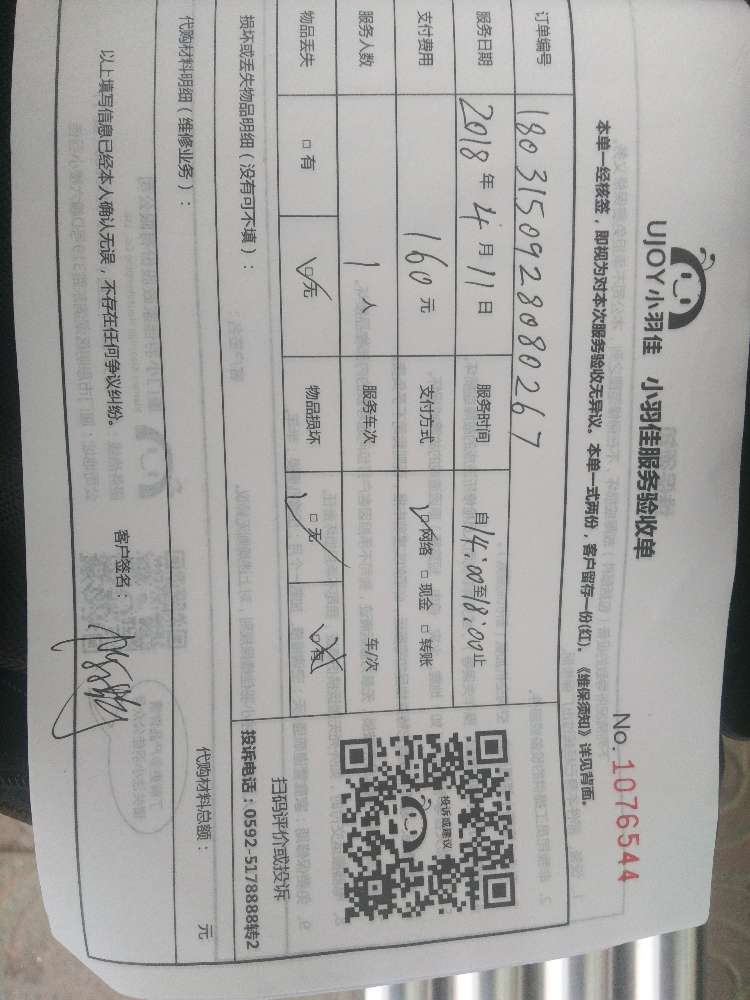 UJOY小羽佳 小羽佳服务验收单
No. 1076544
本单一经核签，即视为对本次服务验收无异议。本单一式两份，客户留存一份(红)。《维保须知》详见背面。
订单编号 1803150928080267
服务日期 2018年4月11日 服务时间 自14:00至18:00止
支付费用 160元 支付方式 ☑网络 □现金 □转账
服务人数 1人 服务车次 车/次
物品丢失 □有 ☑无 物品损坏 ☑无 □有
投诉或建议
扫码评价或投诉
投诉电话：0592-5178888转2
损坏或丢失物品明细（没有可不填）：
代购材料明细（维修业务）：
代购材料总额： 元
以上填写信息已经本人确认无误，不存在任何争议纠纷。
客户签名：